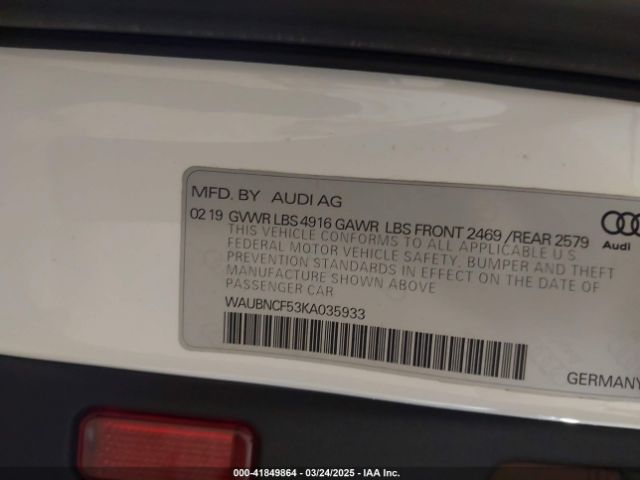 MFD. BY AUDI AG
02 19 GVWR LBS 4916 GAWR LBS FRONT 2469 /REAR 2579
THIS VEHICLE CONFORMS TO ALL APPLICABLE U S
FEDERAL MOTOR VEHICLE SAFETY, BUMPER AND THEFT
PREVENTION STANDARDS IN EFFECT ON THE DATE OF
MANUFACTURE SHOWN ABOVE
PASSENGER CAR
Audi
WAUBNCF53KA035933
GERMANY
000-41849864 - 03/24/2025 - IAA Inc.